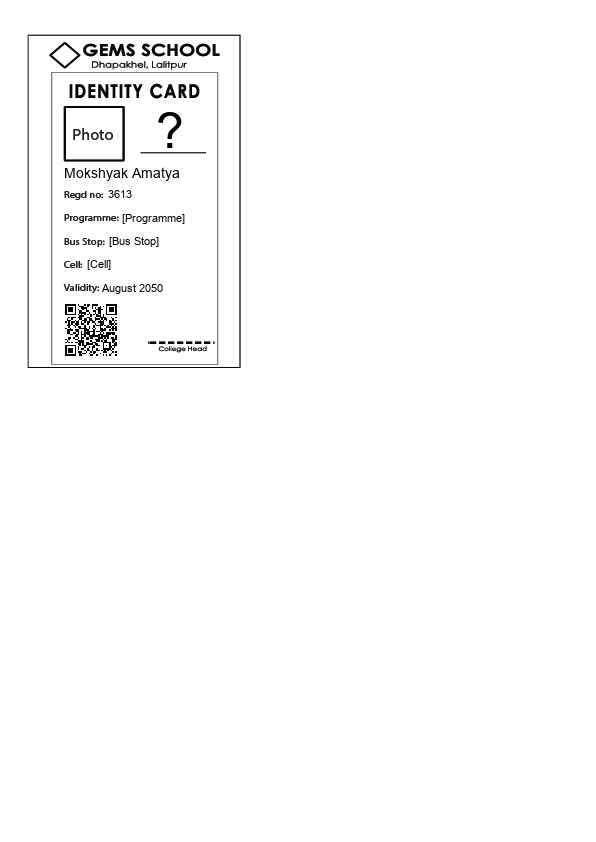 GEMS SCHOOL
Dhapakhel, Lalitpur
IDENTITY CARD
Photo
?
Mokshyak Amatya
Regd no: 3613
Programme: [Programme]
Bus Stop: [Bus Stop]
Cell: [Cell]
Validity: August 2050
College Head